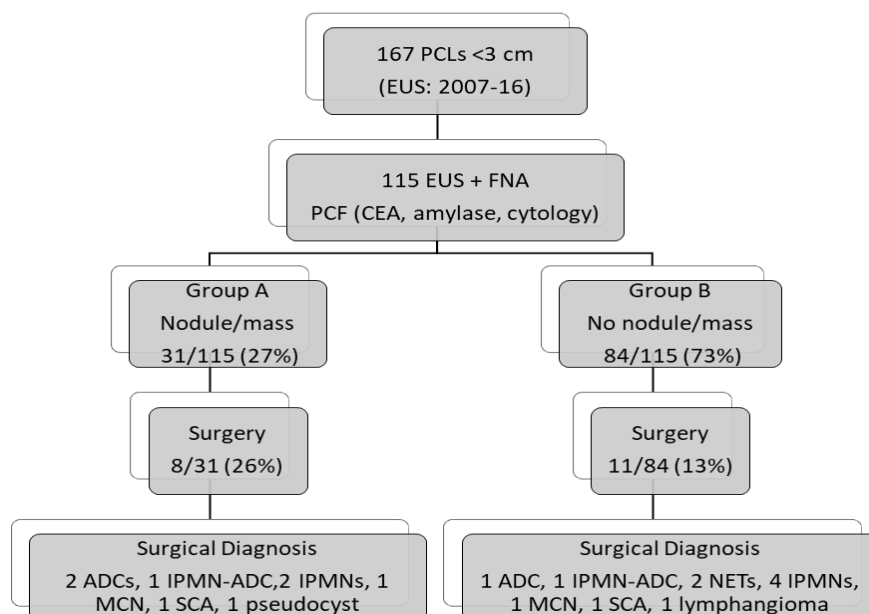 167 PCLs <3 cm
(EUS: 2007-16)
115 EUS + FNA
PCF (CEA, amylase, cytology)
Group A
Nodule/mass
31/115 (27%)
Group B
No nodule/mass
84/115 (73%)
Surgery
8/31 (26%)
Surgery
11/84 (13%)
Surgical Diagnosis
2 ADCs, 1 IPMN-ADC,2 IPMNs, 1
MCN, 1 SCA, 1 pseudocyst
Surgical Diagnosis
1 ADC, 1 IPMN-ADC, 2 NETs, 4 IPMNs,
1 MCN, 1 SCA, 1 lymphangioma